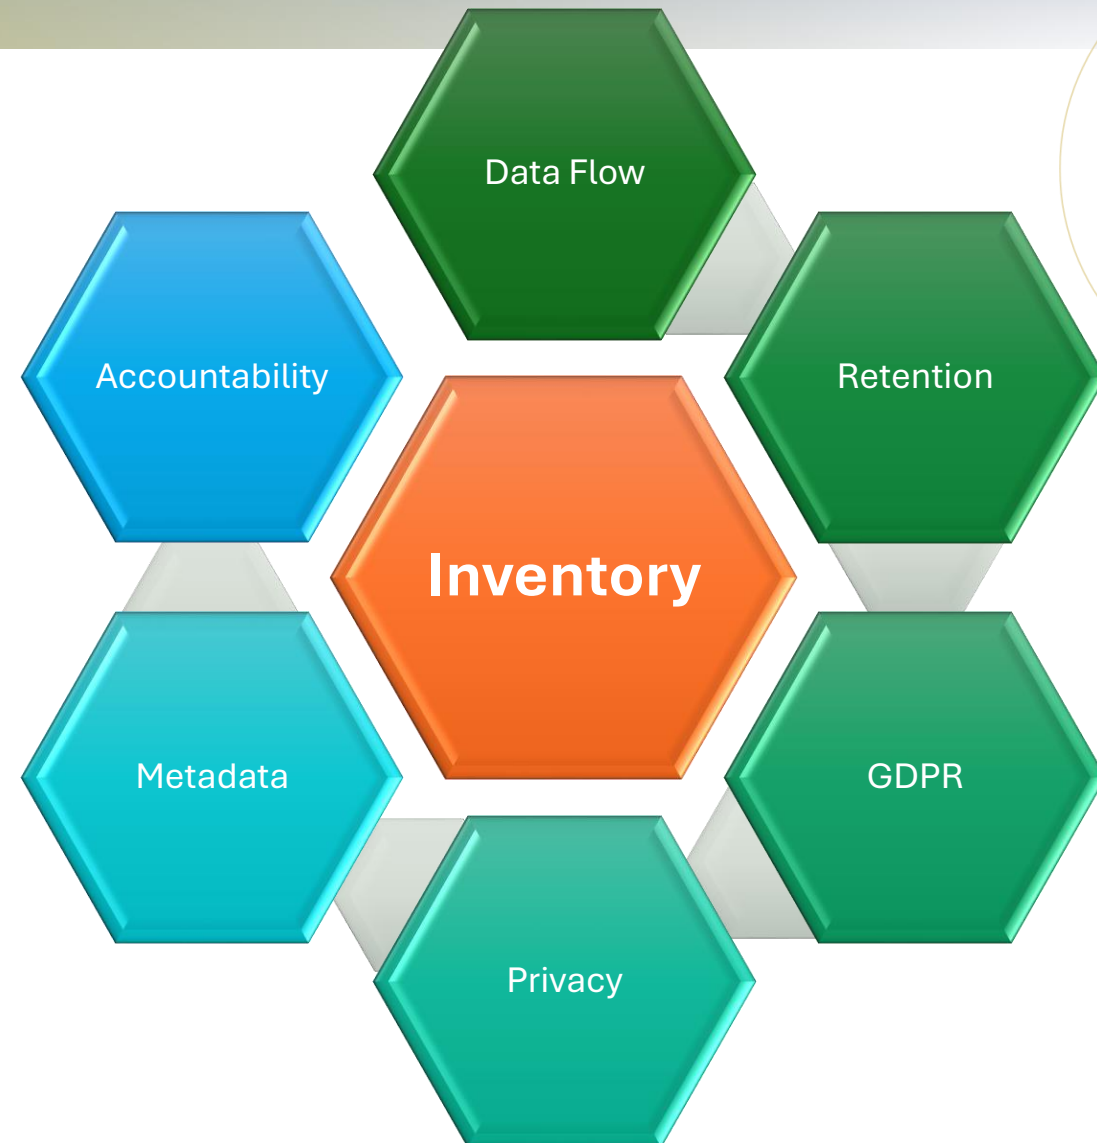 Data Flow
Accountability
Retention
Inventory
Metadata
GDPR
Privacy